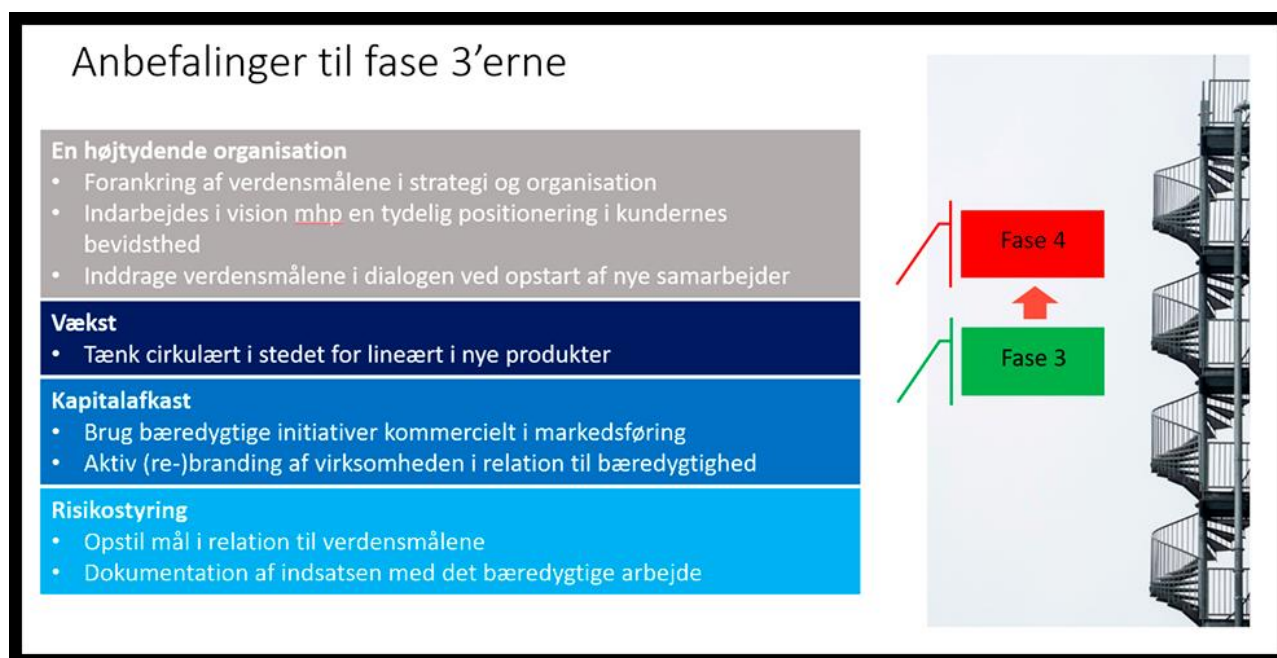 Anbefalinger til fase 3’erne
En højtydende organisation
• Forankring af verdensmålene i strategi og organisation
• Indarbejdes i vision mhp en tydelig positionering i kundernes
bevidsthed
• Inddrage verdensmålene i dialogen ved opstart af nye samarbejder
Vækst
• Tænk cirkulært i stedet for lineært i nye produkter
Kapitalafkast
• Brug bæredygtige initiativer kommercielt i markedsføring
• Aktiv (re-)branding af virksomheden i relation til bæredygtighed
Risikostyring
• Opstil mål i relation til verdensmålene
• Dokumentation af indsatsen med det bæredygtige arbejde
Fase 4
Fase 3